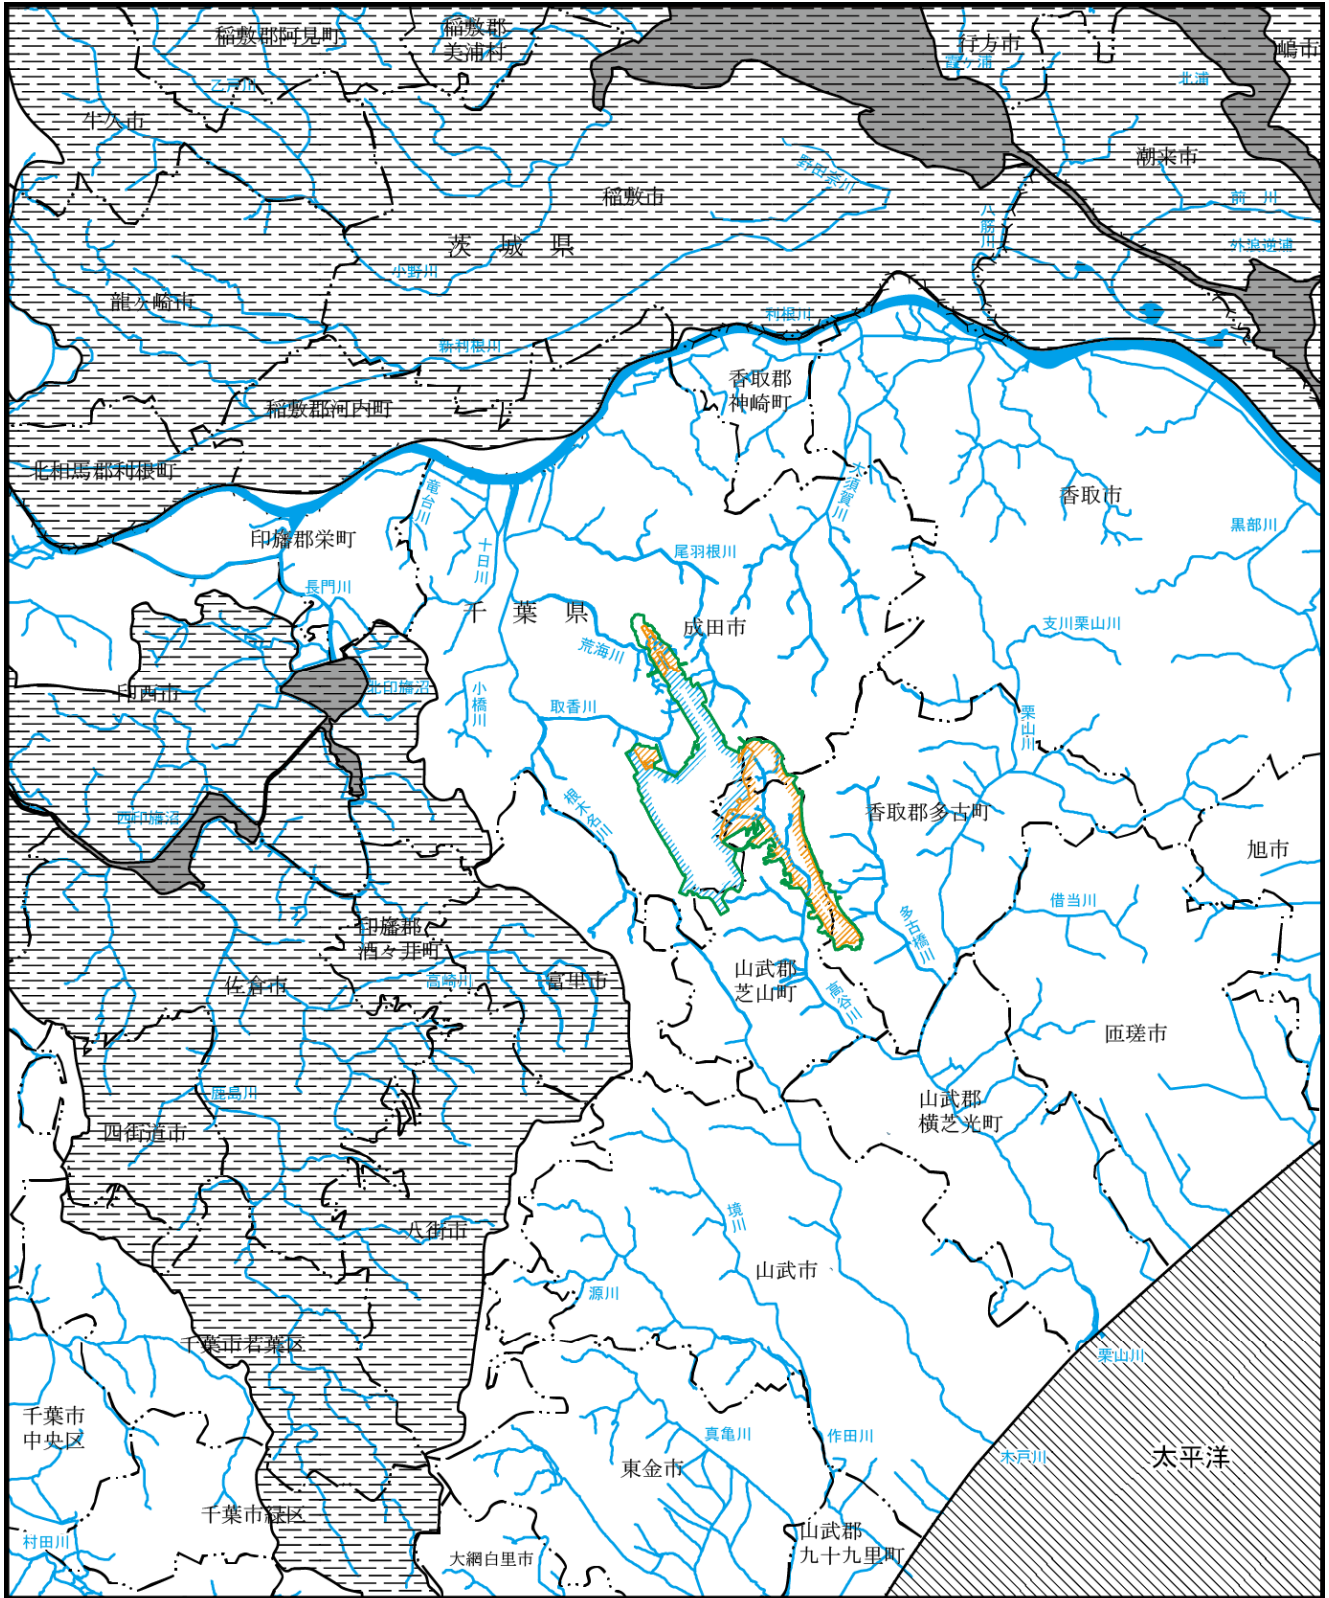 稲敷郡阿見町
稲敷郡
美浦村
行方市
霞ヶ浦
嶋市
北浦
乙戸川
牛久市
潮来市
野田奈川
稲敷市
前 川
八筋川
茨 城 県
外浪逆浦
小野川
龍ヶ崎市
利根川
新利根川
香取郡
神崎町
稲敷郡河内町
北相馬郡利根町
竜台川
大須賀川
香取市
黒部川
印旛郡栄町
十日川
尾羽根川
長門川
千 葉 県
成田市
支川栗山川
荒海川
印西市
北印旛沼
小橋川
取香川
栗山川
西印旛沼
根木名川
香取郡多古町
旭市
借当川
印旛郡
酒々井町
多古橋川
佐倉市
高崎川
富里市
山武郡
芝山町
高谷川
匝瑳市
鹿島川
山武郡
横芝光町
四街道市
境川
八街市
山武市
源川
千葉市若葉区
栗山川
千葉市
中央区
真亀川
作田川
木戸川
太平洋
東金市
千葉市緑区
村田川
大網白里市
山武郡
九十九里町